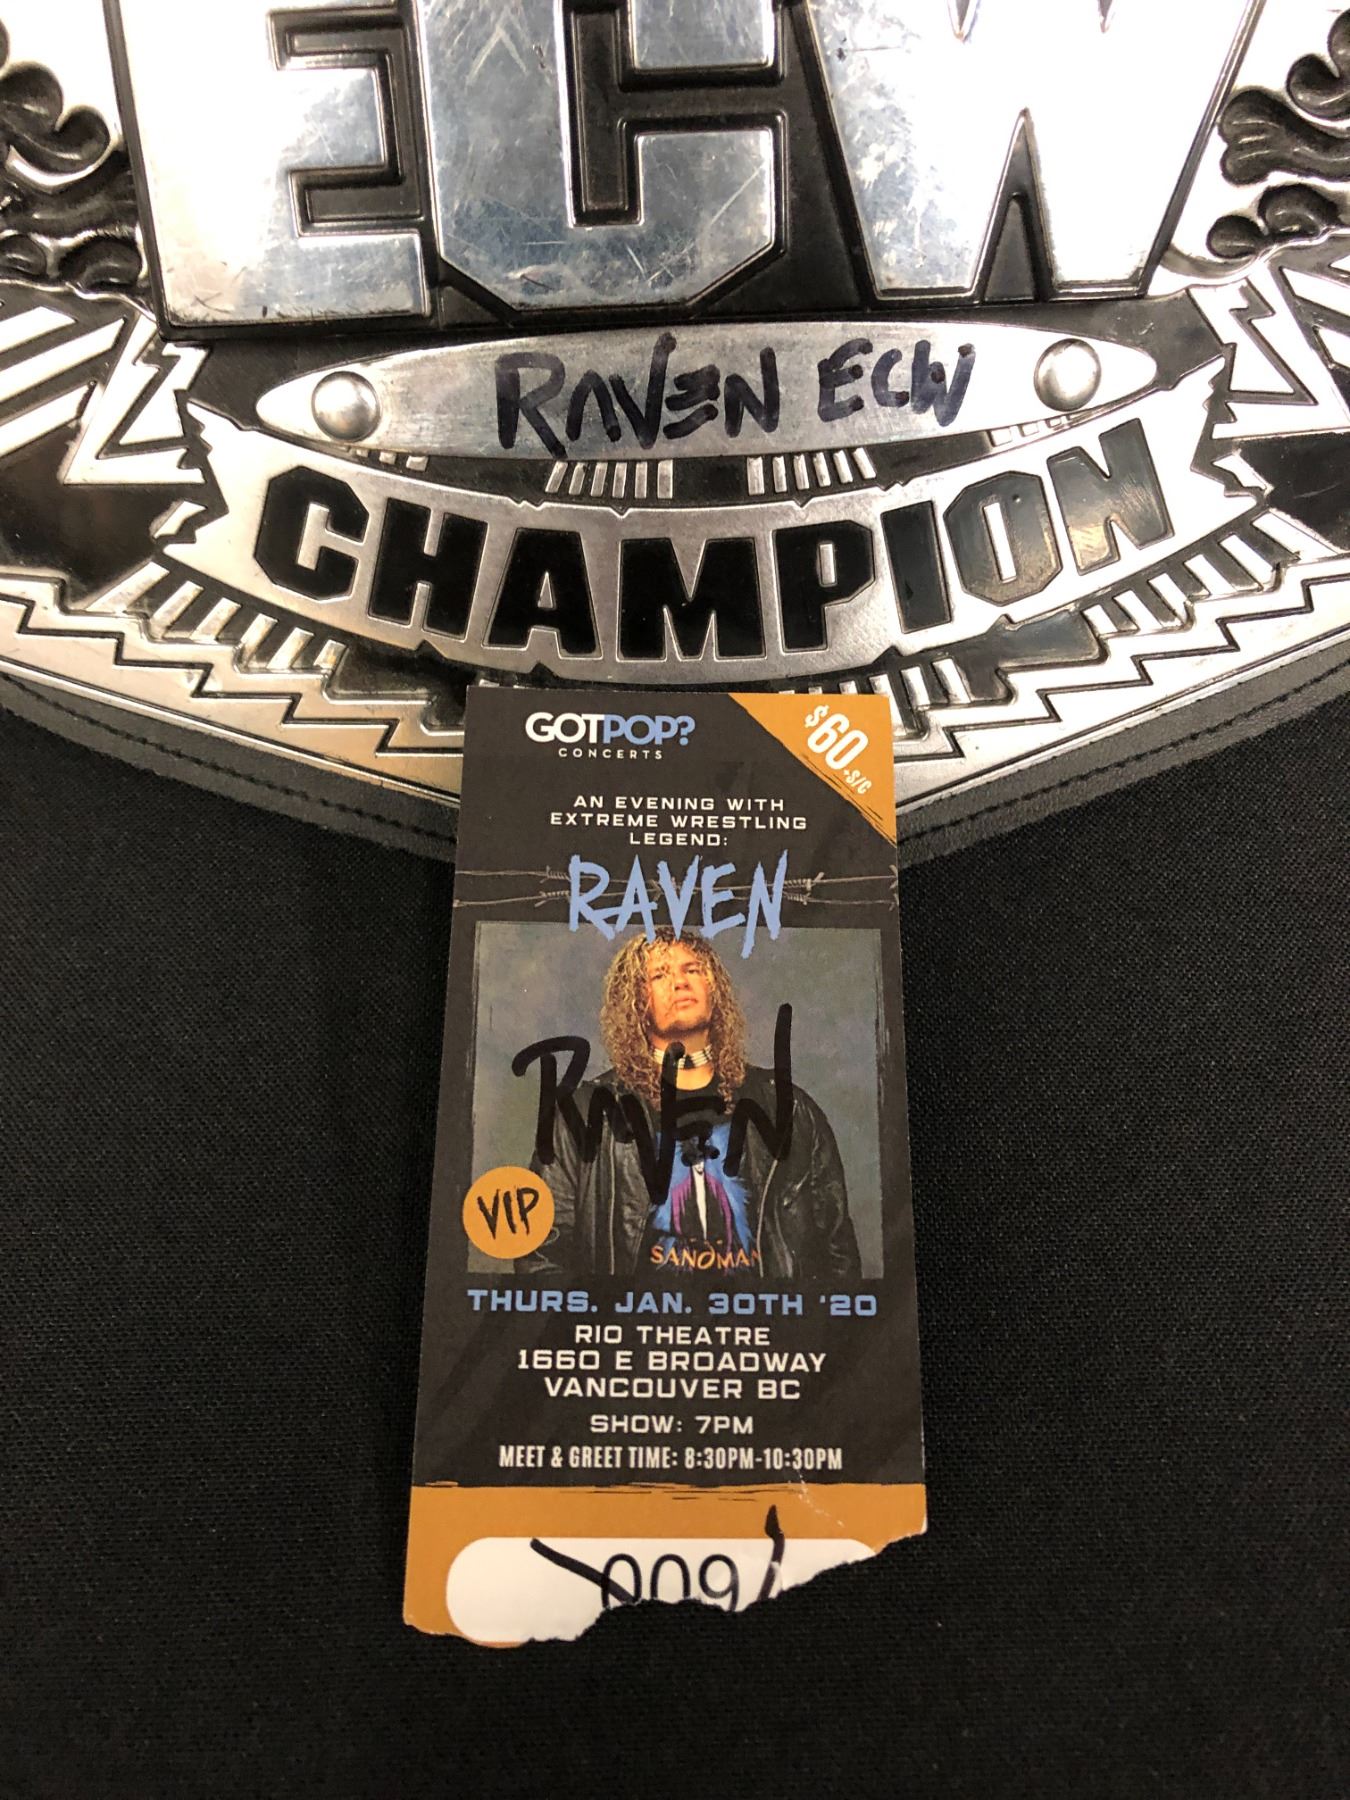 ECW
RAVEN ECW
CHAMPION
GOTPOP?
CONCERTS
$60
+S/C
AN EVENING WITH
EXTREME WRESTLING
LEGEND:
RAVEN
RAVEN
VIP
SANDMAN
THURS. JAN. 30TH '20
RIO THEATRE
1660 E BROADWAY
VANCOUVER BC
SHOW: 7PM
MEET & GREET TIME: 8:30PM-10:30PM
009